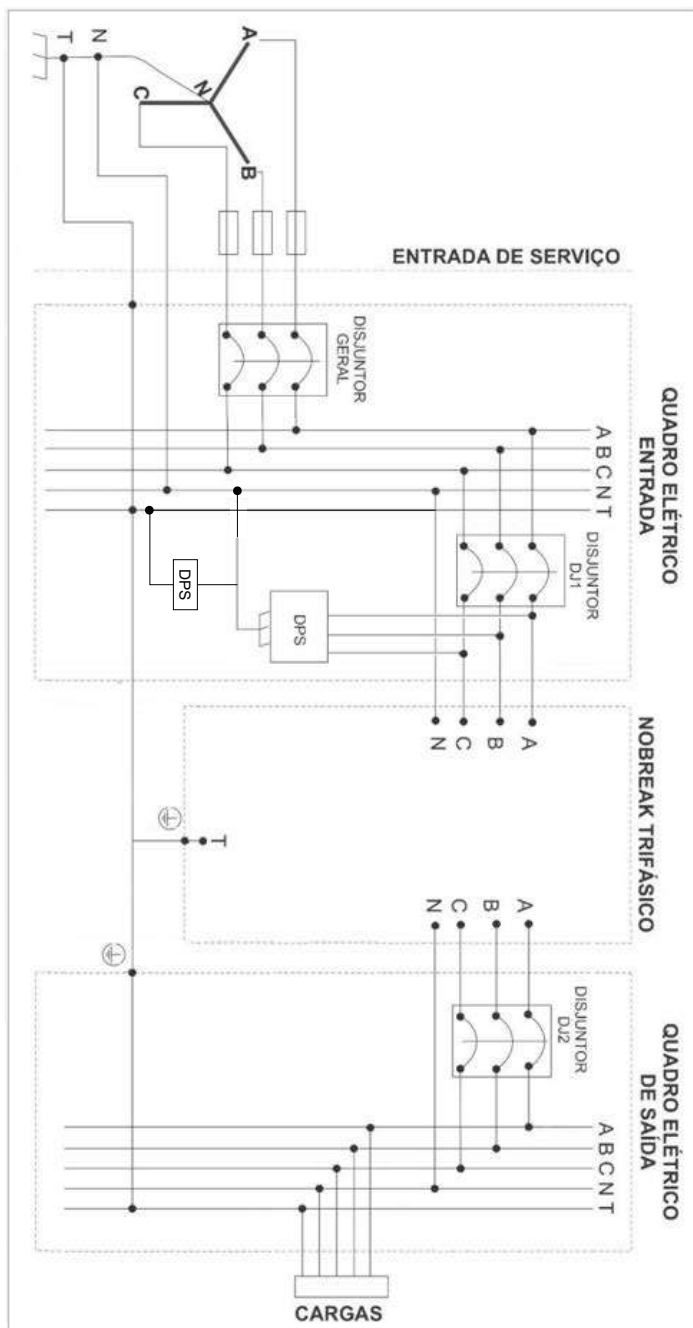 T
N
A
N
C
B
ENTRADA DE SERVIÇO
DISJUNTOR
GERAL
QUADRO ELÉTRICO
ENTRADA
A
B
C
N
T
DISJUNTOR
DJ1
DPS
DPS
N
C
B
A
NOBREAK TRIFÁSICO
T
N
C
B
A
DISJUNTOR
DJ2
QUADRO ELÉTRICO
DE SAÍDA
A
B
C
N
T
CARGAS